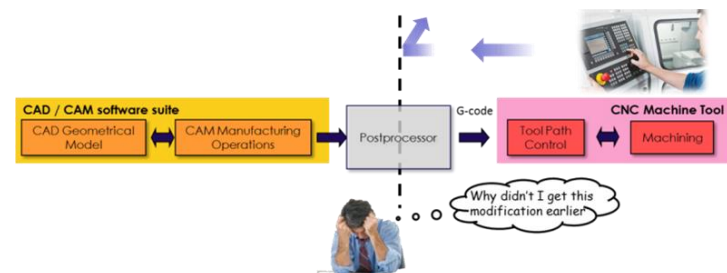 CAD / CAM software suite
CAD Geometrical
Model
CAM Manufacturing
Operations
Postprocessor
G-code
CNC Machine Tool
Tool Path
Control
Machining
Why didn't I get this
modification earlier